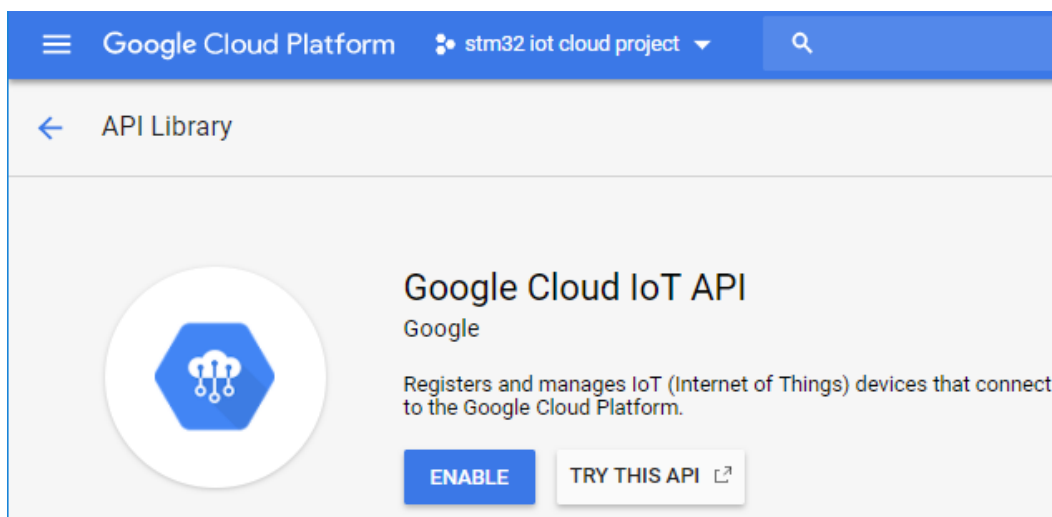 Google Cloud Platform stm32 iot cloud project
API Library
Google Cloud IoT API
Google
Registers and manages IoT (Internet of Things) devices that connect
to the Google Cloud Platform.
ENABLE TRY THIS API